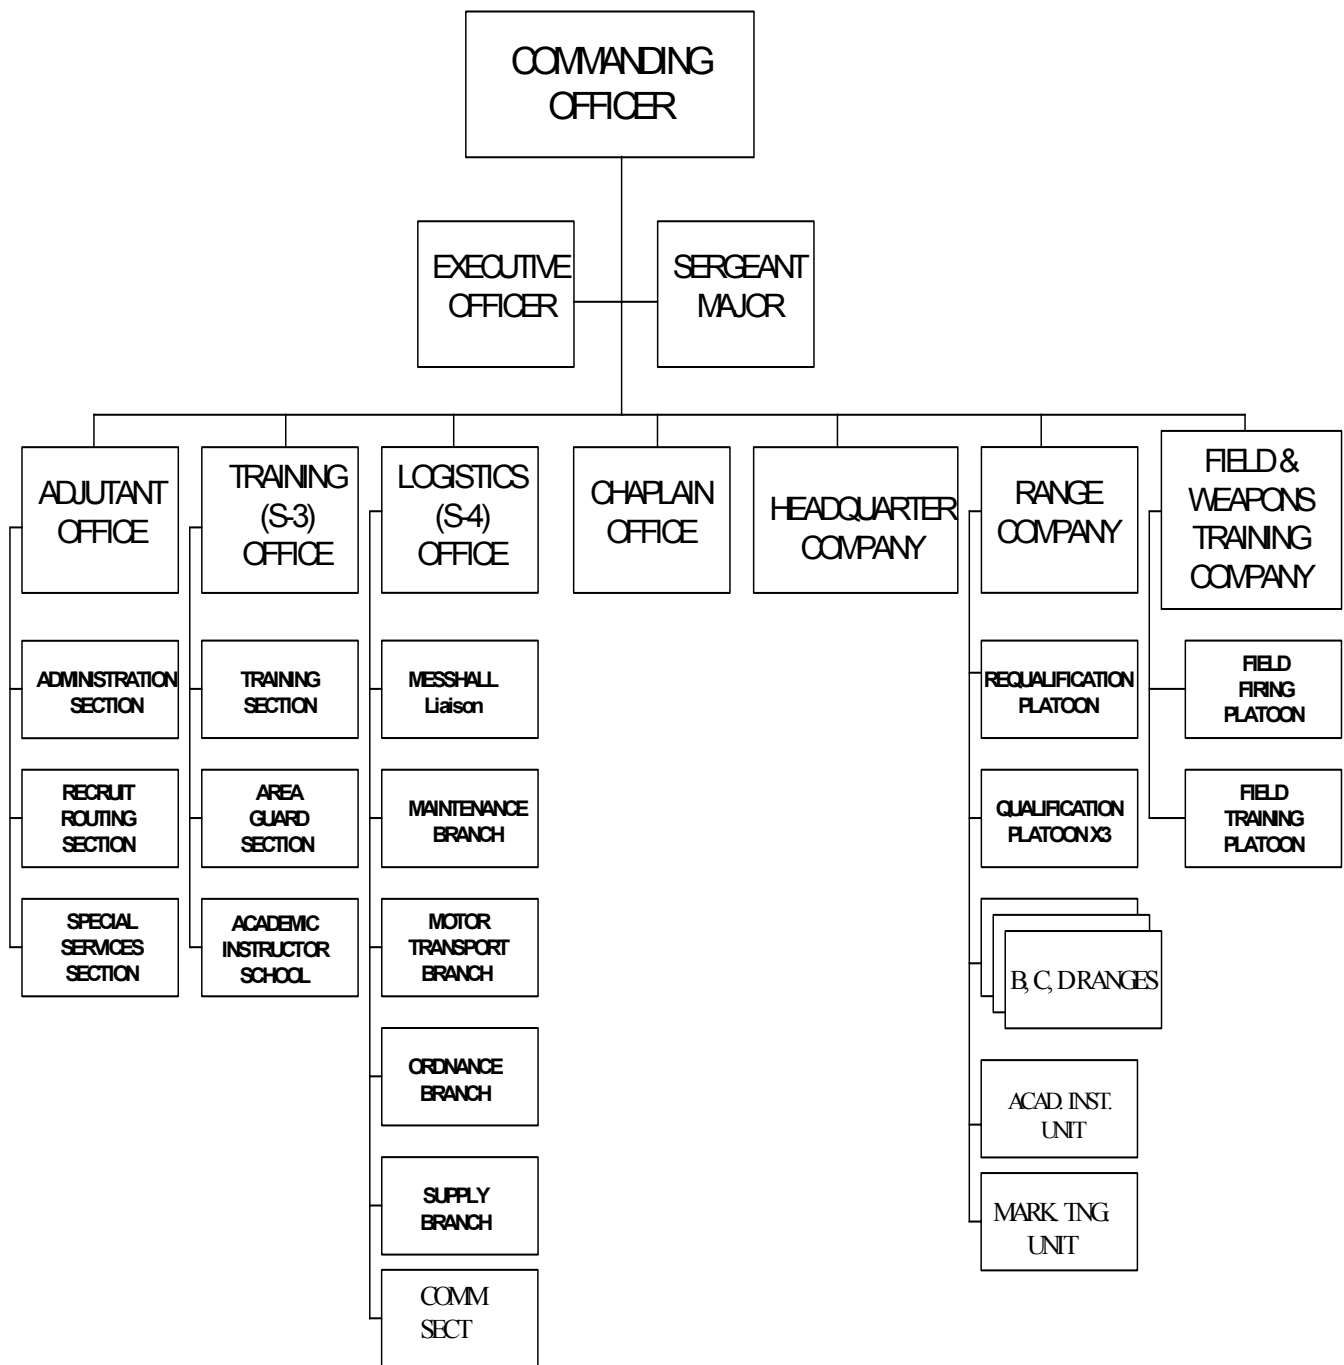 COMMANDING
OFFICER
EXECUTIVE
OFFICER
SERGEANT
MAJOR
ADJUTANT
OFFICE
TRAINING
(S-3)
OFFICE
LOGISTICS
(S-4)
OFFICE
CHAPLAIN
OFFICE
HEADQUARTER
COMPANY
RANGE
COMPANY
FIELD &
WEAPONS
TRAINING
COMPANY
ADMINISTRATION
SECTION
RECRUIT
ROUTING
SECTION
SPECIAL
SERVICES
SECTION
TRAINING
SECTION
AREA
GUARD
SECTION
ACADEMIC
INSTRUCTOR
SCHOOL
MESSHALL
Liaison
MAINTENANCE
BRANCH
MOTOR
TRANSPORT
BRANCH
ORDNANCE
BRANCH
SUPPLY
BRANCH
COMM
SECT
REQUALIFICATION
PLATOON
QUALIFICATION
PLATOON X3
B, C, D RANGES
ACAD. INST.
UNIT
MARK. TNG.
UNIT
FIELD
FIRING
PLATOON
FIELD
TRAINING
PLATOON